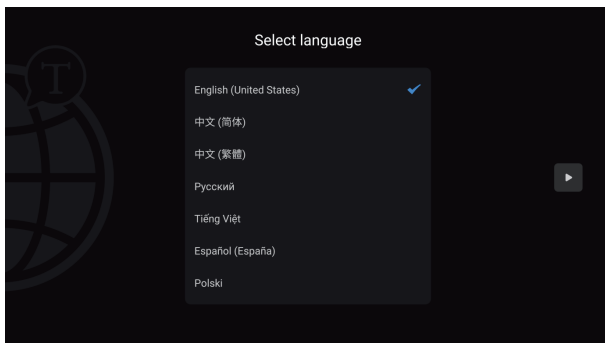 Select language
T
English (United States)
中文 (简体)
中文 (繁體)
Русский
Tiếng Việt
Español (España)
Polski